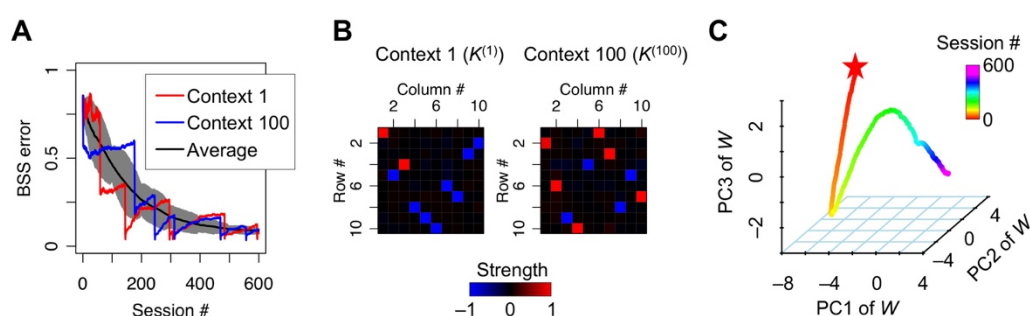 A
BSS error
1
0.5
0
Context 1
Context 100
Average
0 200 400 600
Session #
B
Context 1 (K(1)) Context 100 (K(100))
Column # Column #
2 6 10 2 6 10
Row # Row #
2 2
6 6
10 10
Strength
−1 0 1
C
Session #
600
0
PC3 of W
2
0
−2
−8 −4 0 4
PC1 of W
−4 0 4
PC2 of W